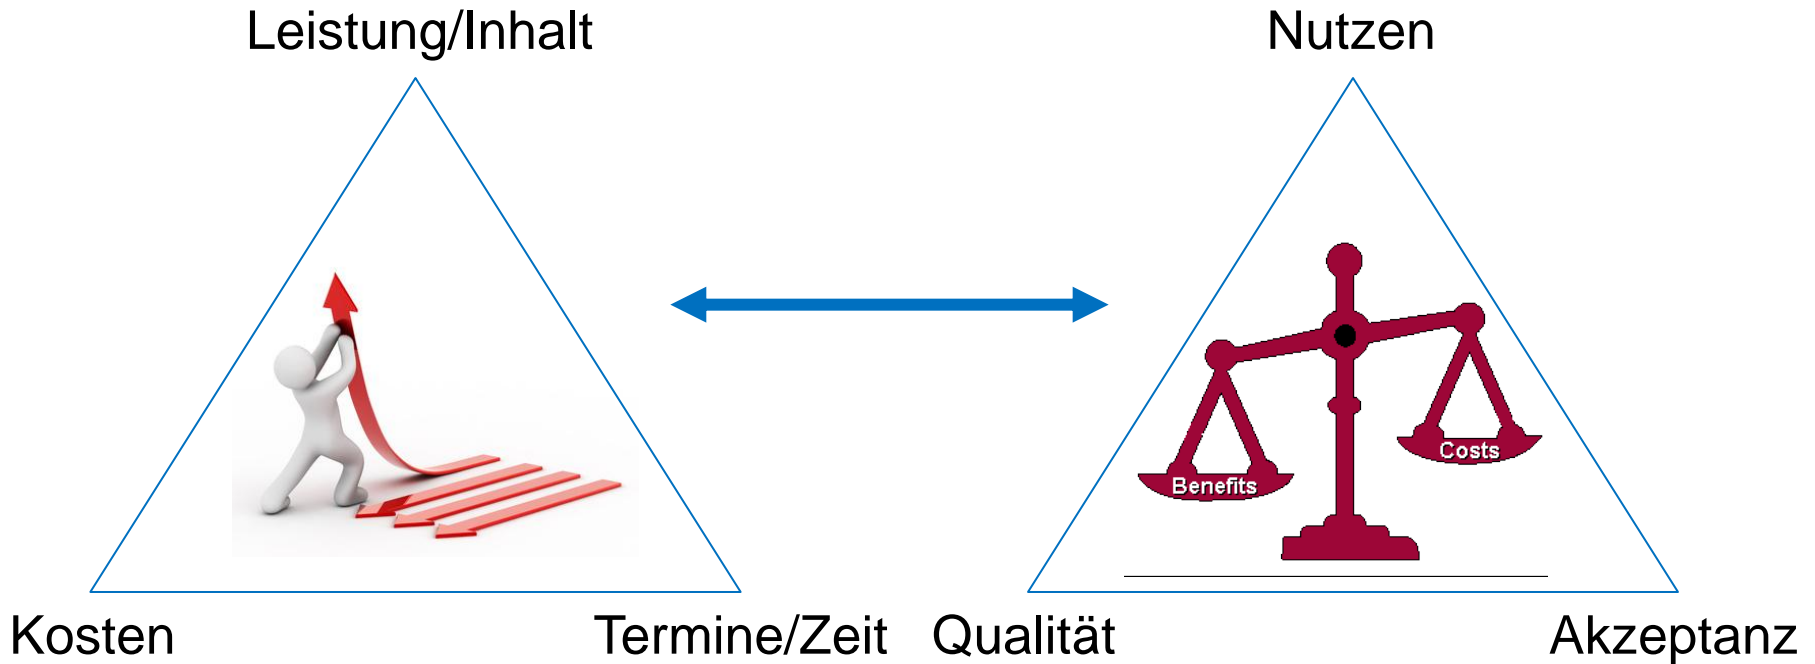 Leistung/Inhalt
Nutzen
Costs
Benefits
Kosten
Termine/Zeit
Qualität
Akzeptanz